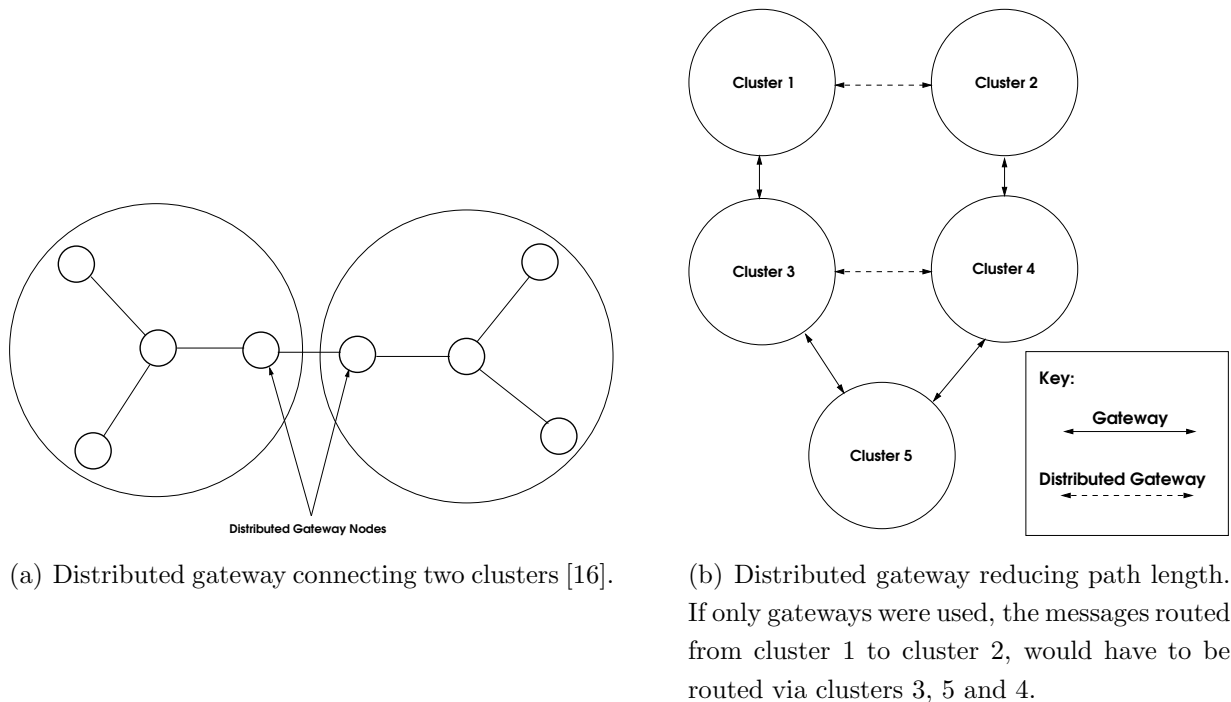 Distributed Gateway Nodes
(a) Distributed gateway connecting two clusters [16].
Cluster 1
Cluster 2
Cluster 3
Cluster 4
Cluster 5
Key:
Gateway
Distributed Gateway
(b) Distributed gateway reducing path length.
If only gateways were used, the messages routed
from cluster 1 to cluster 2, would have to be
routed via clusters 3, 5 and 4.